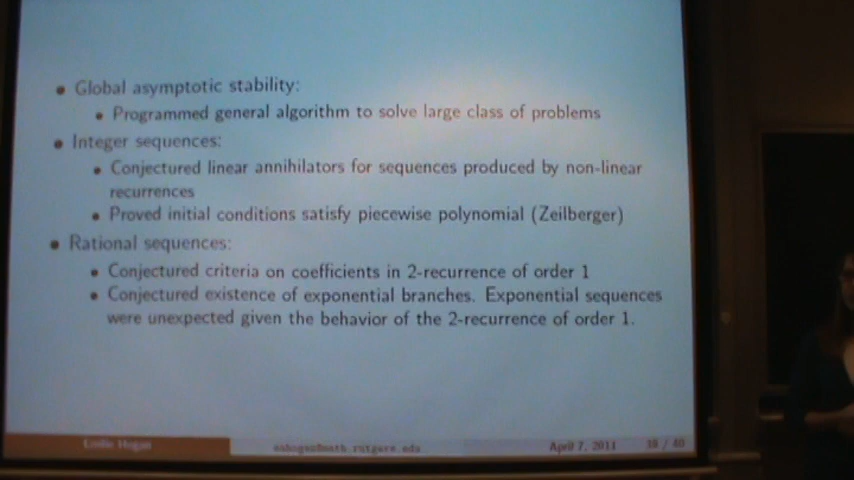 • Global asymptotic stability:
• Programmed general algorithm to solve large class of problems
• Integer sequences:
• Conjectured linear annihilators for sequences produced by non-linear
recurrences
• Proved initial conditions satisfy piecewise polynomial (Zeilberger)
• Rational sequences:
• Conjectured criteria on coefficients in 2-recurrence of order 1
• Conjectured existence of exponential branches. Exponential sequences
were unexpected given the behavior of the 2-recurrence of order 1.
Emilie Hogan
April 7, 2011
38 / 40